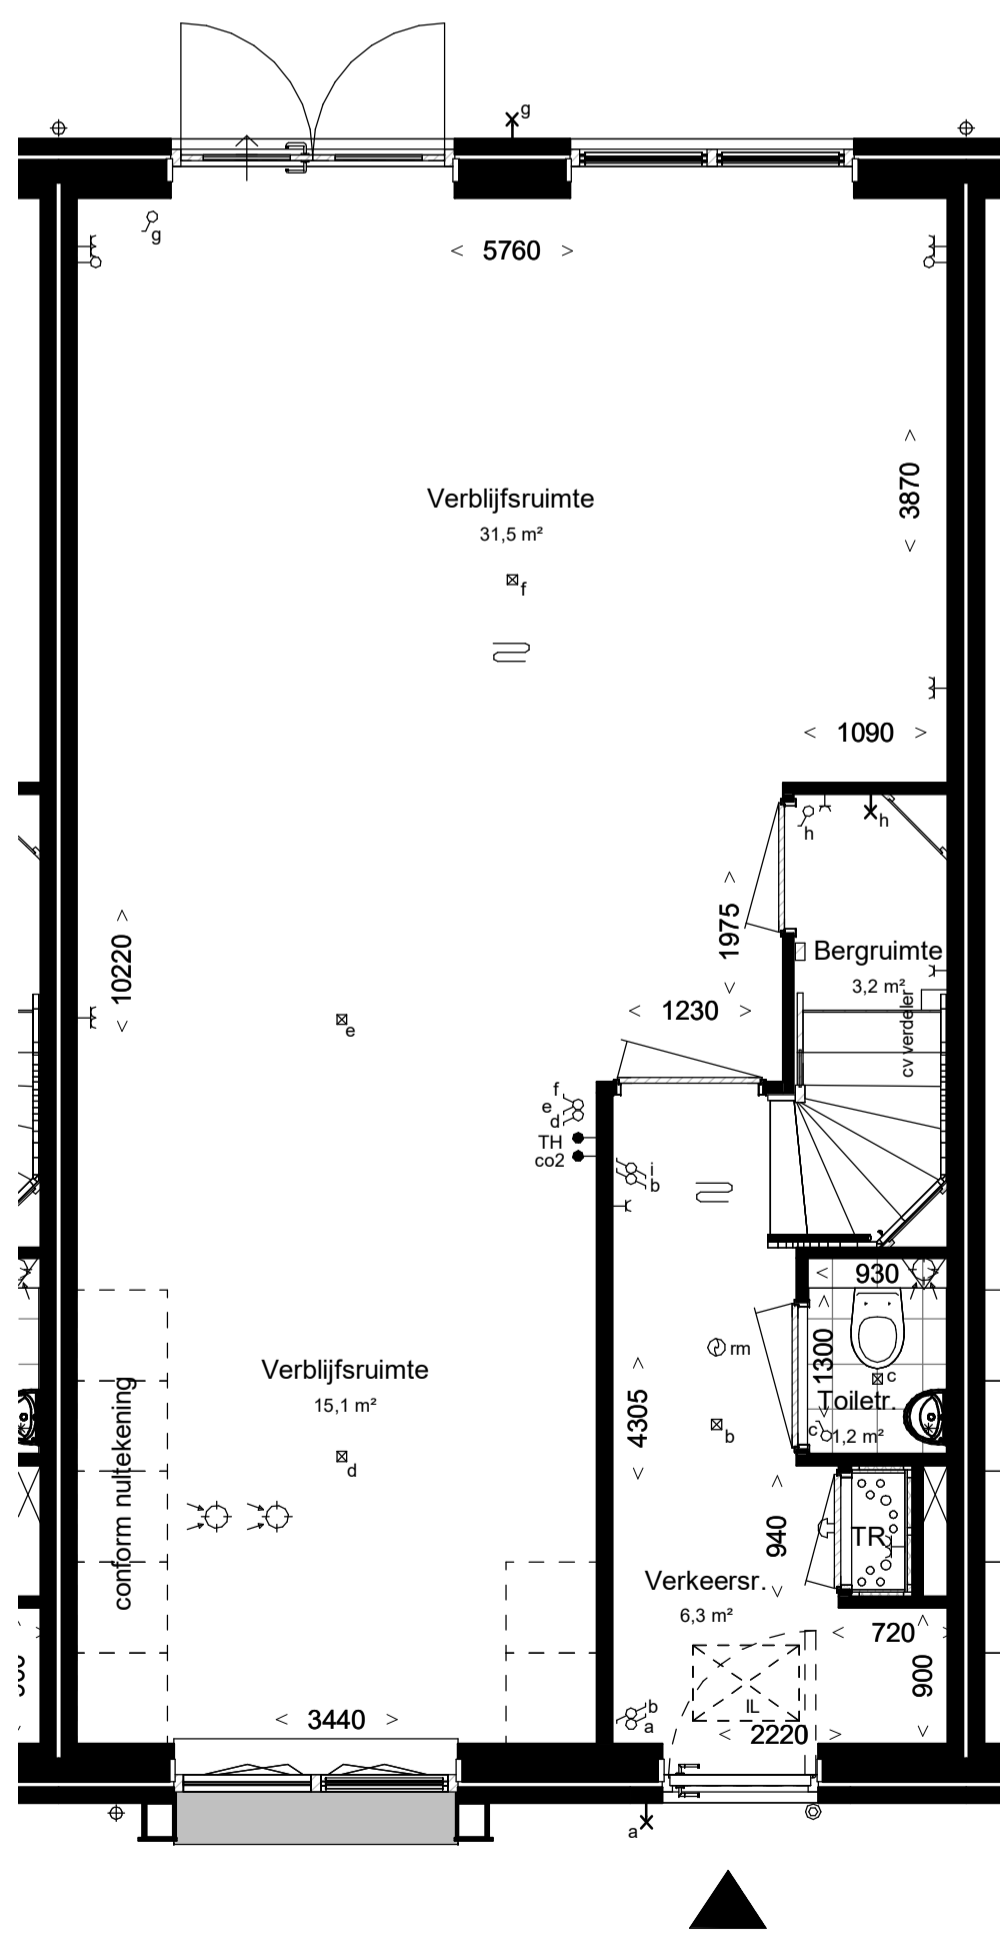 g
g
< 5760 >
< 3870 >
Verblijfsruimte
31,5 m²
f
< 1090 >
h
h
< 1975 >
Bergruimte
3,2 m²
cv verdeler
< 10220 >
< 1230 >
e
f
e
d
TH
co2
i
b
< 930
1300
rm
c
Toiletr.
c
1,2 m²
Verblijfsruimte
15,1 m²
conform nultekening
< 4305 >
b
d
< 940 >
TR
Verkeersr.
6,3 m²
< 720 >
< 900 >
IL
b
a
< 3440 >
< 2220 >
a